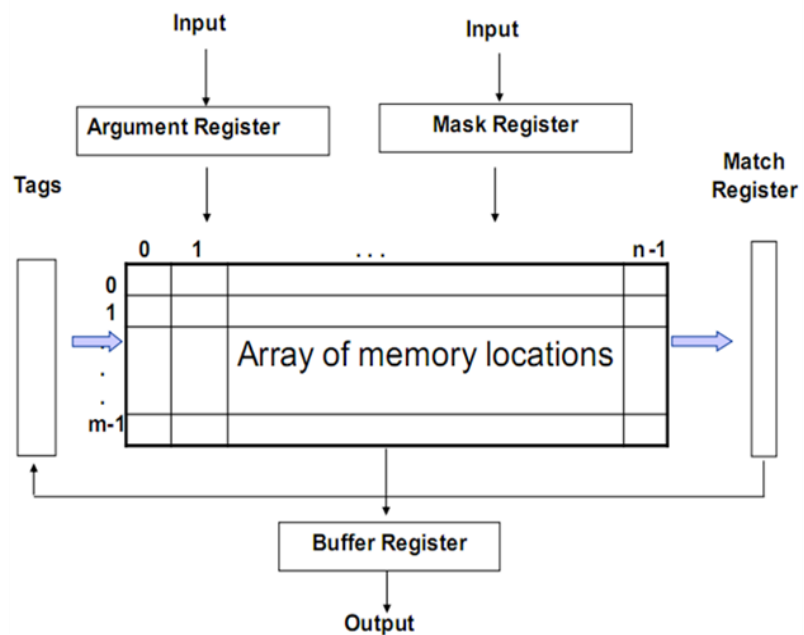 Input
Input
Argument Register
Mask Register
Tags
Match
Register
0 1 . . . n-1
0
1
.
.
.
m-1
Array of memory locations
Buffer Register
Output